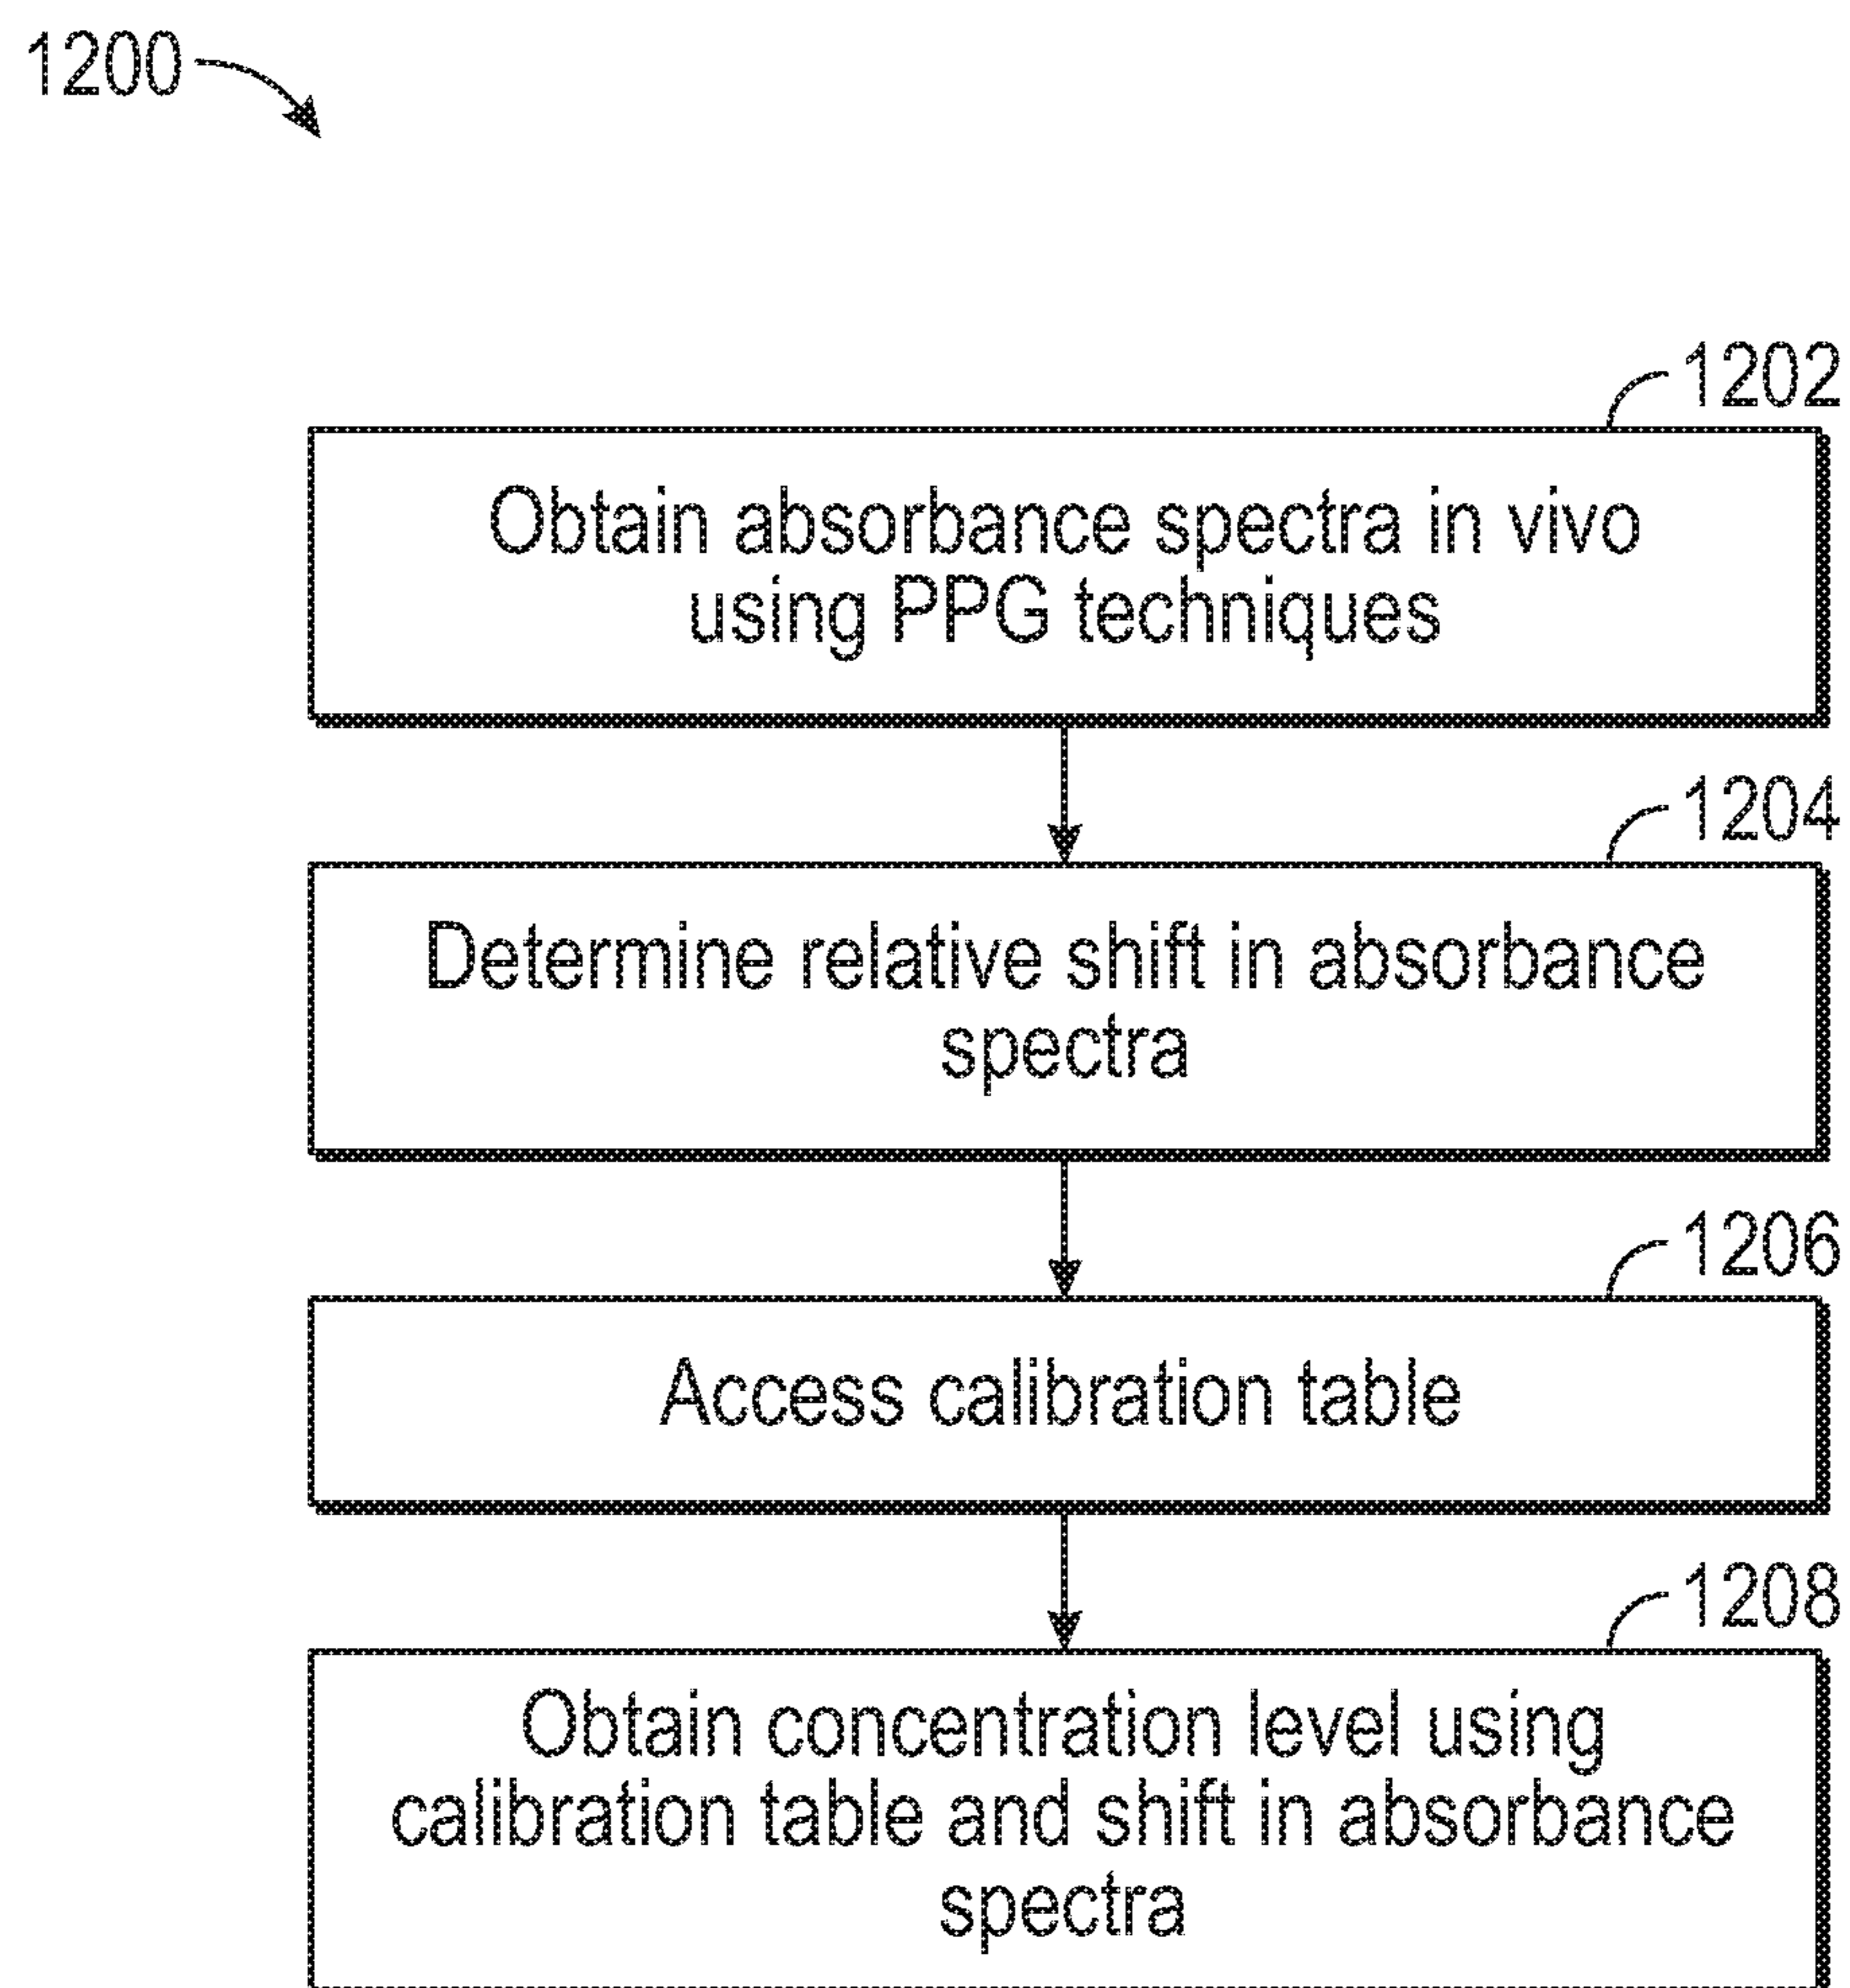 1200
1202
Obtain absorbance spectra in vivo
using PPG techniques
1204
Determine relative shift in absorbance
spectra
1206
Access calibration table
1208
Obtain concentration level using
calibration table and shift in absorbance
spectra